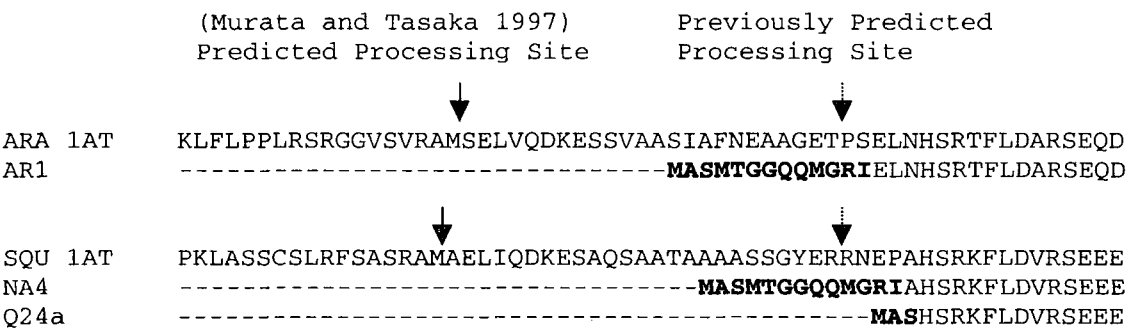 (Murata and Tasaka 1997)
Predicted Processing Site
Previously Predicted
Processing Site
ARA 1AT KLFLPPLRSRGGVSVRAMSELVQDKESSVAASIAFNEAAGETPSELNHSRTFLDARSEQD
AR1 -------------------------------MASMTGGQQMGRIELNHSRTFLDARSEQD
SQU 1AT PKLASSCSLRFSASRAMAELIQDKESAQSAATAAAASSGYERRNEPAHSRKFLDVRSEEE
NA4 ---------------------------------MASMTGGQQMGRIAHSRKFLDVRSEEE
Q24a --------------------------------------------MASHSRKFLDVRSEEE